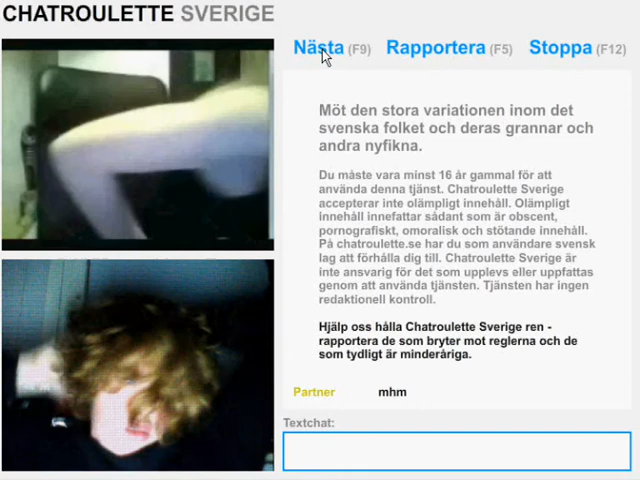 CHATROULETTE SVERIGE
Nästa (F9) Rapportera (F5) Stoppa (F12)
Möt den stora variationen inom det
svenska folket och deras grannar och
andra nyfikna.
Du måste vara minst 16 år gammal för att
använda denna tjänst. Chatroulette Sverige
accepterar inte olämpligt innehåll. Olämpligt
innehåll innefattar sådant som är obscent,
pornografiskt, omoralisk och stötande innehåll.
På chatroulette.se har du som användare svensk
lag att förhålla dig till. Chatroulette Sverige är
inte ansvarig för det som upplevs eller uppfattas
genom att använda tjänsten. Tjänsten har ingen
redaktionell kontroll.
Hjälp oss hålla Chatroulette Sverige ren -
rapportera de som bryter mot reglerna och de
som tydligt är minderåriga.
Partner mhm
Textchat: